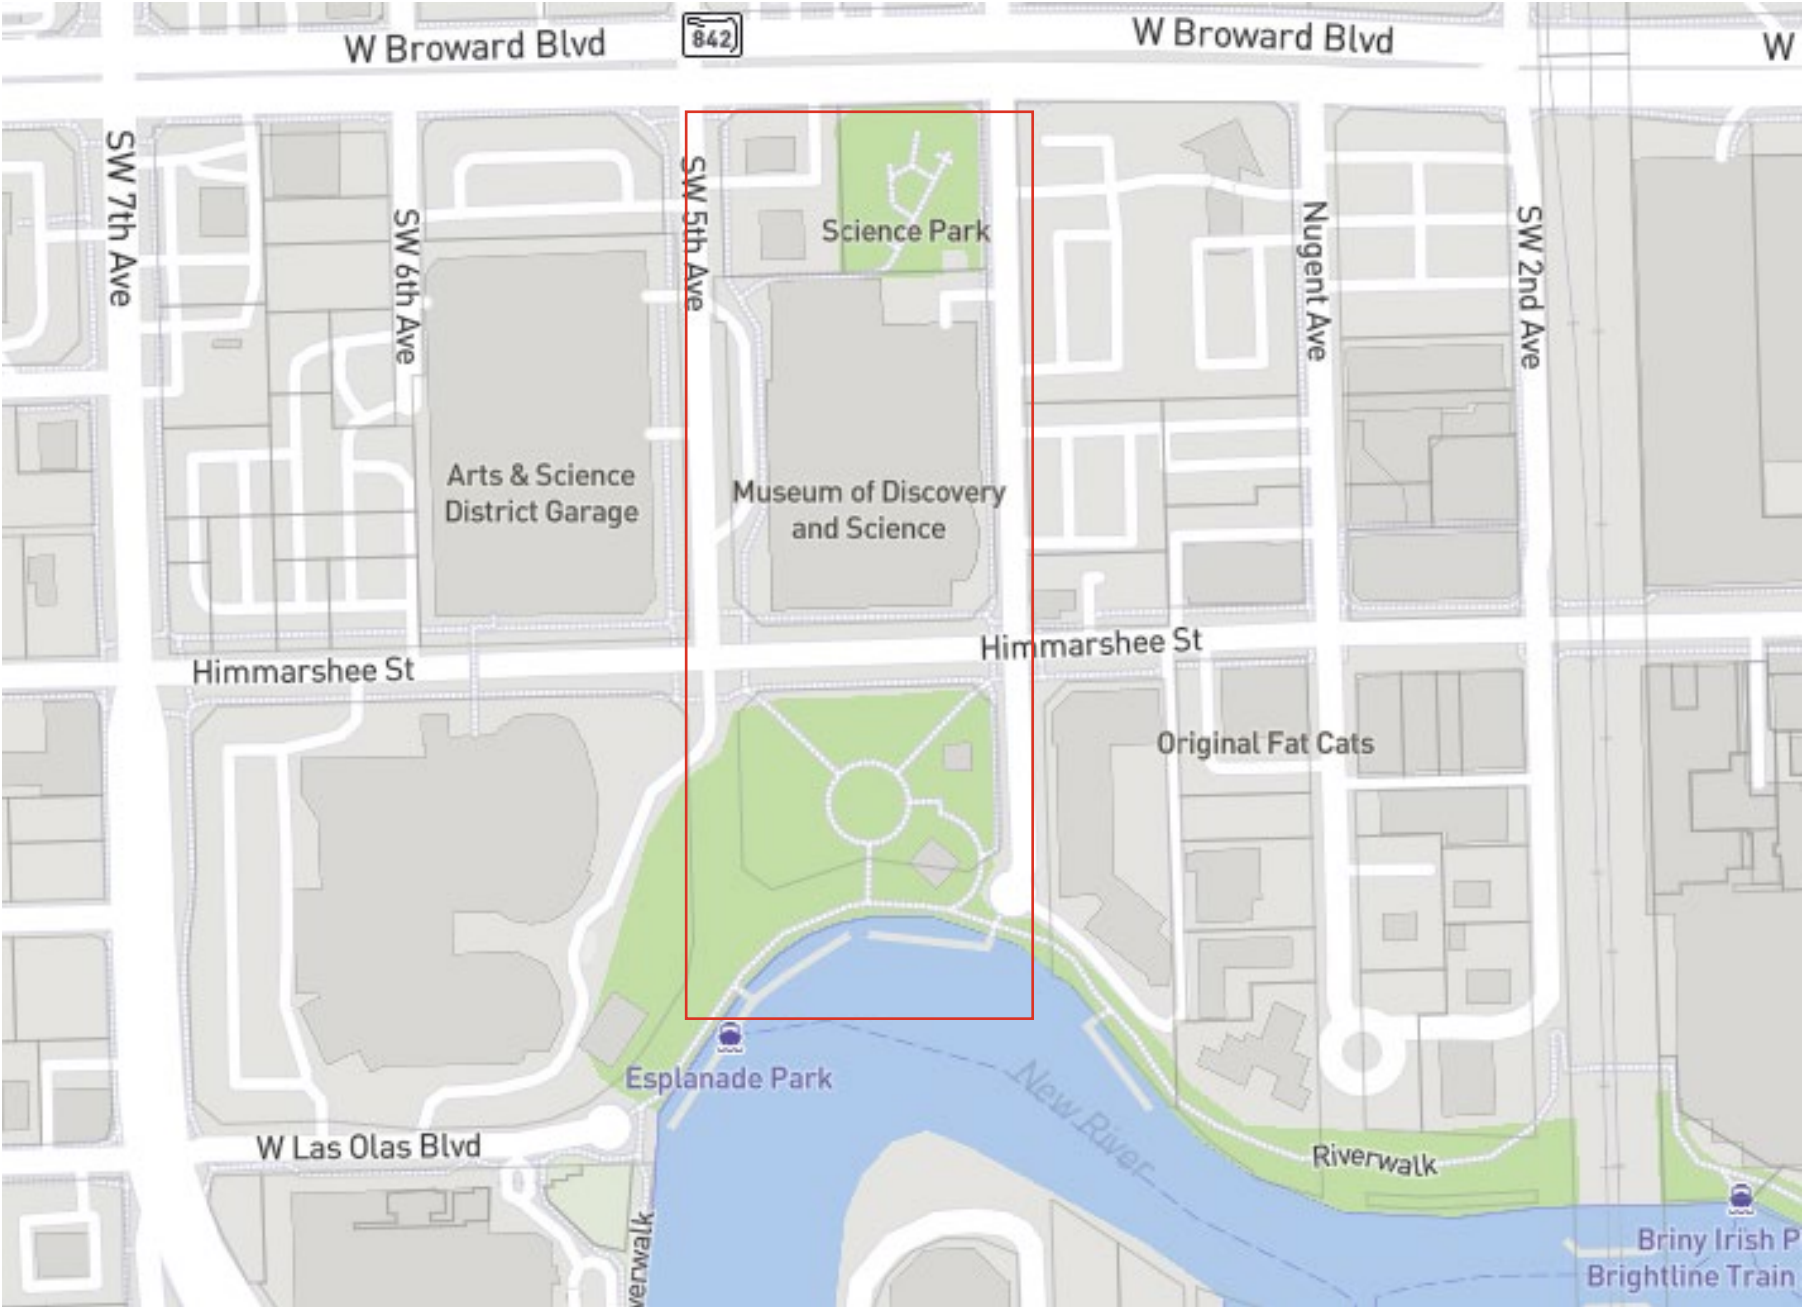 W Broward Blvd
842
W Broward Blvd
W
SW 7th Ave
SW 6th Ave
SW 5th Ave
Science Park
Nugent Ave
SW 2nd Ave
Arts & Science
District Garage
Museum of Discovery
and Science
Himmarshee St
Himmarshee St
Original Fat Cats
Esplanade Park
New River
W Las Olas Blvd
Riverwalk
verwalk
Briny Irish P
Brightline Train